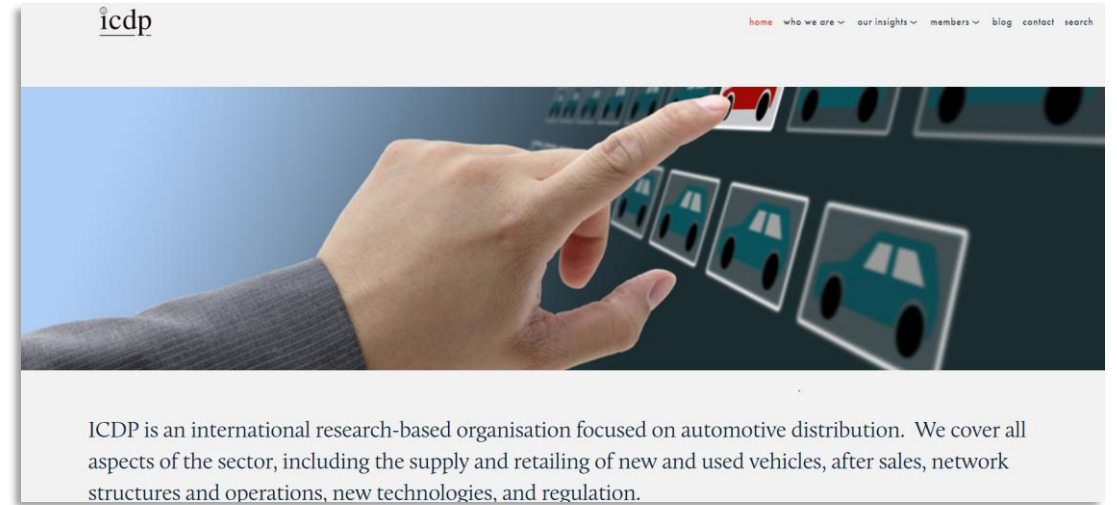 icdp
home who we are our insights members blog contact search
ICDP is an international research-based organisation focused on automotive distribution. We cover all
aspects of the sector, including the supply and retailing of new and used vehicles, after sales, network
structures and operations, new technologies, and regulation.